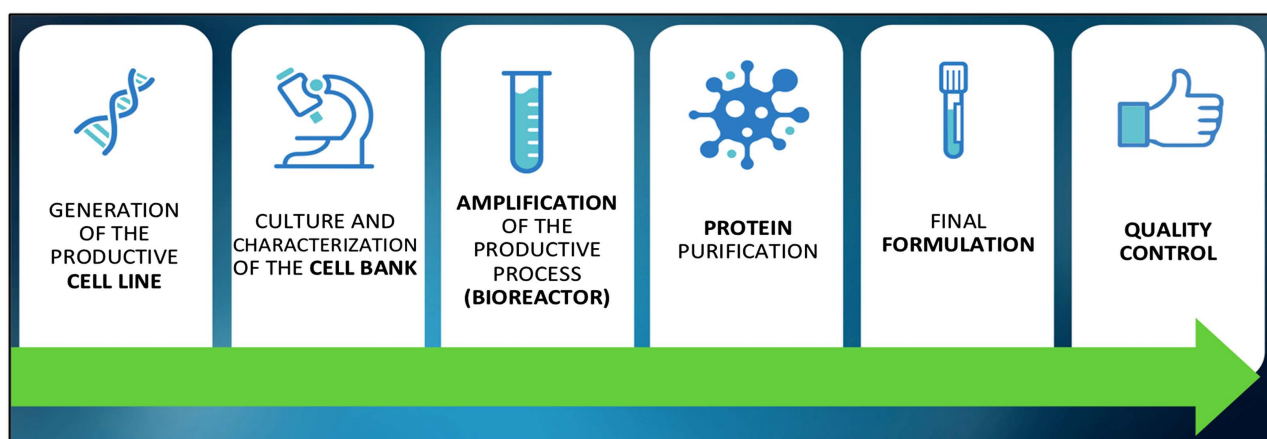 GENERATION
OF THE
PRODUCTIVE
CELL LINE
CULTURE AND
CHARACTERIZATION
OF THE CELL BANK
AMPLIFICATION
OF THE
PRODUCTIVE
PROCESS
(BIOREACTOR)
PROTEIN
PURIFICATION
FINAL
FORMULATION
QUALITY
CONTROL